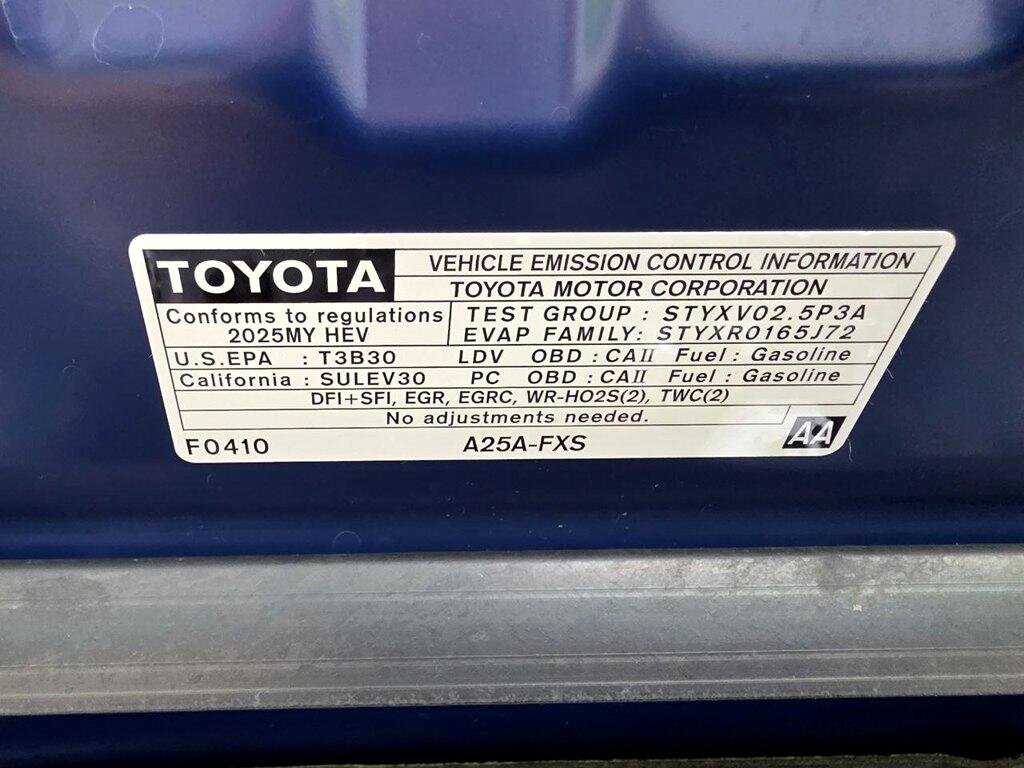 TOYOTA
VEHICLE EMISSION CONTROL INFORMATION
TOYOTA MOTOR CORPORATION
Conforms to regulations
2025MY HEV
TEST GROUP : STYXV02.5P3A
EVAP FAMILY: STYXR0165J72
U.S.EPA : T3B30 LDV OBD : CAII Fuel : Gasoline
California : SULEV30 PC OBD : CAII Fuel : Gasoline
DFI+SFI, EGR, EGRC, WR-HO2S(2), TWC(2)
No adjustments needed.
F0410 A25A-FXS AA